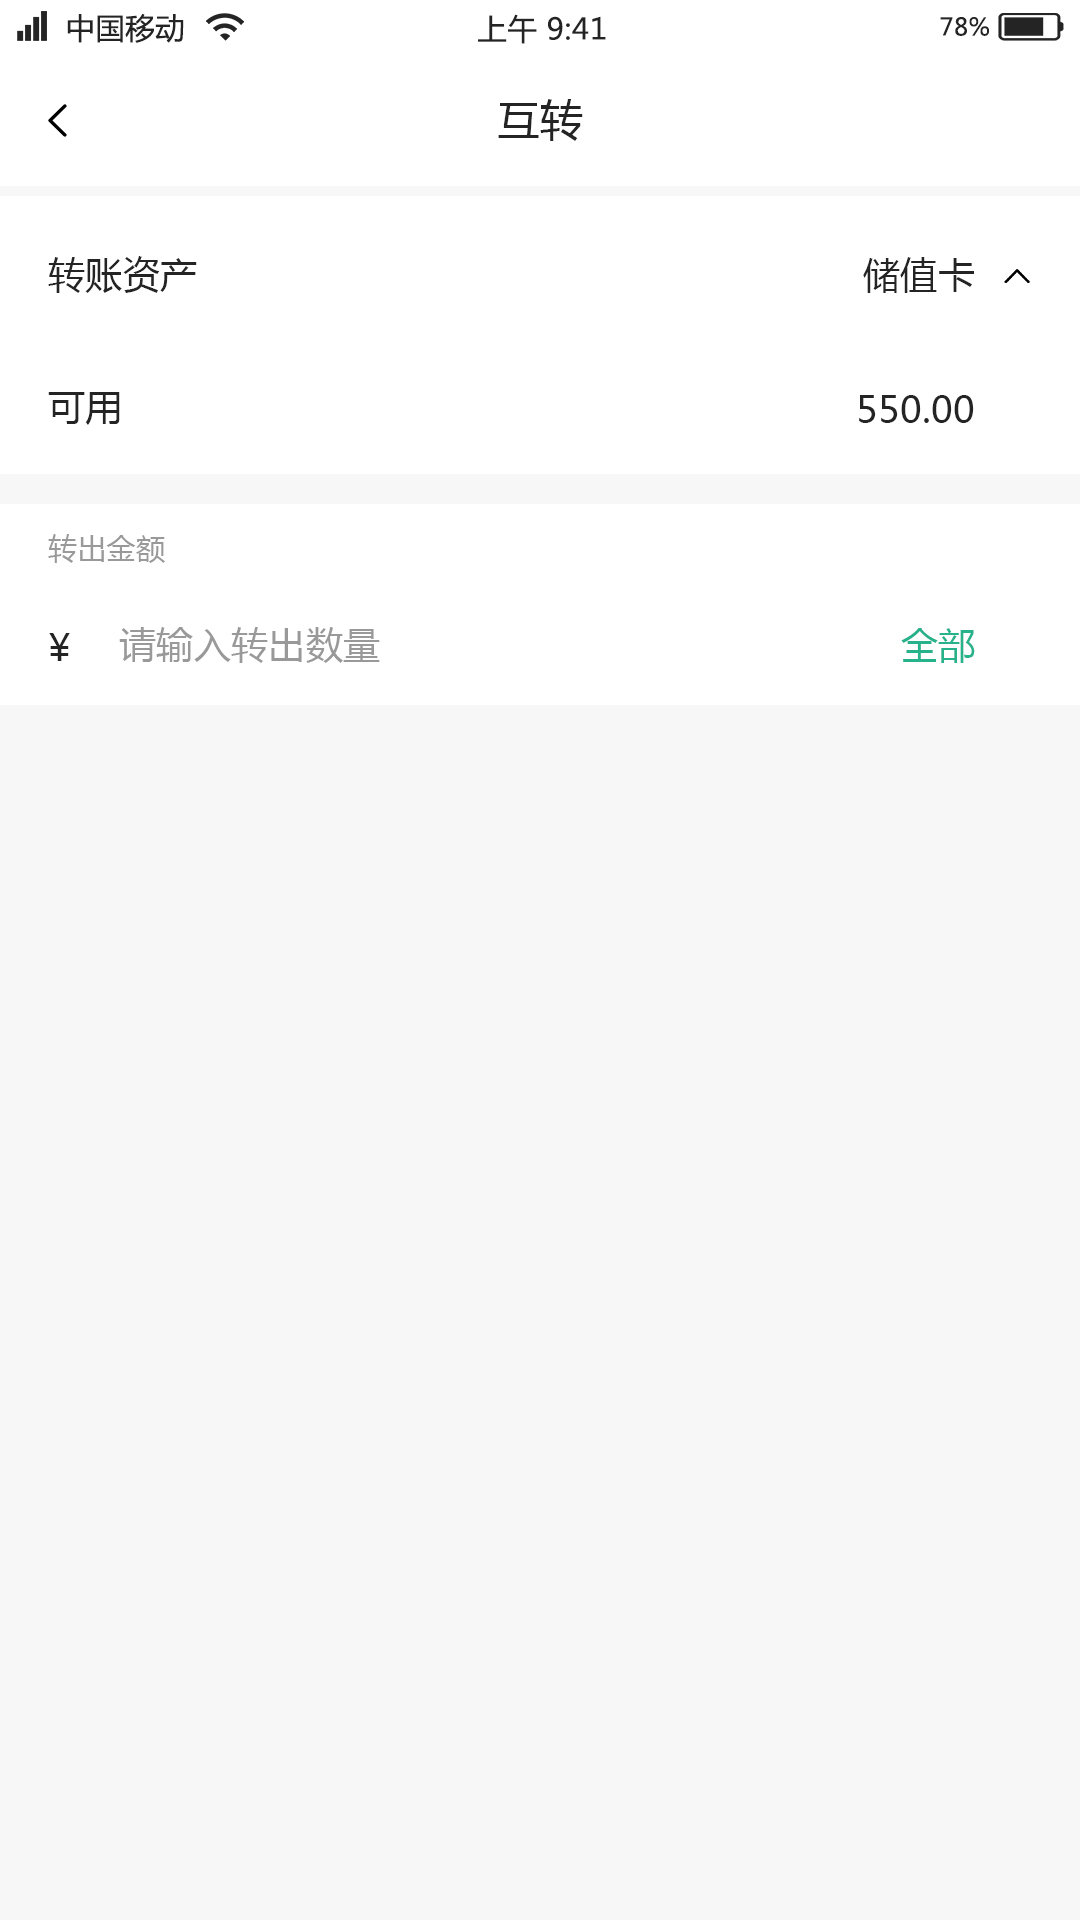 中国移动 上午 9:41 78%
互转
转账资产 储值卡
可用 550.00
转出金额
¥ 请输入转出数量 全部